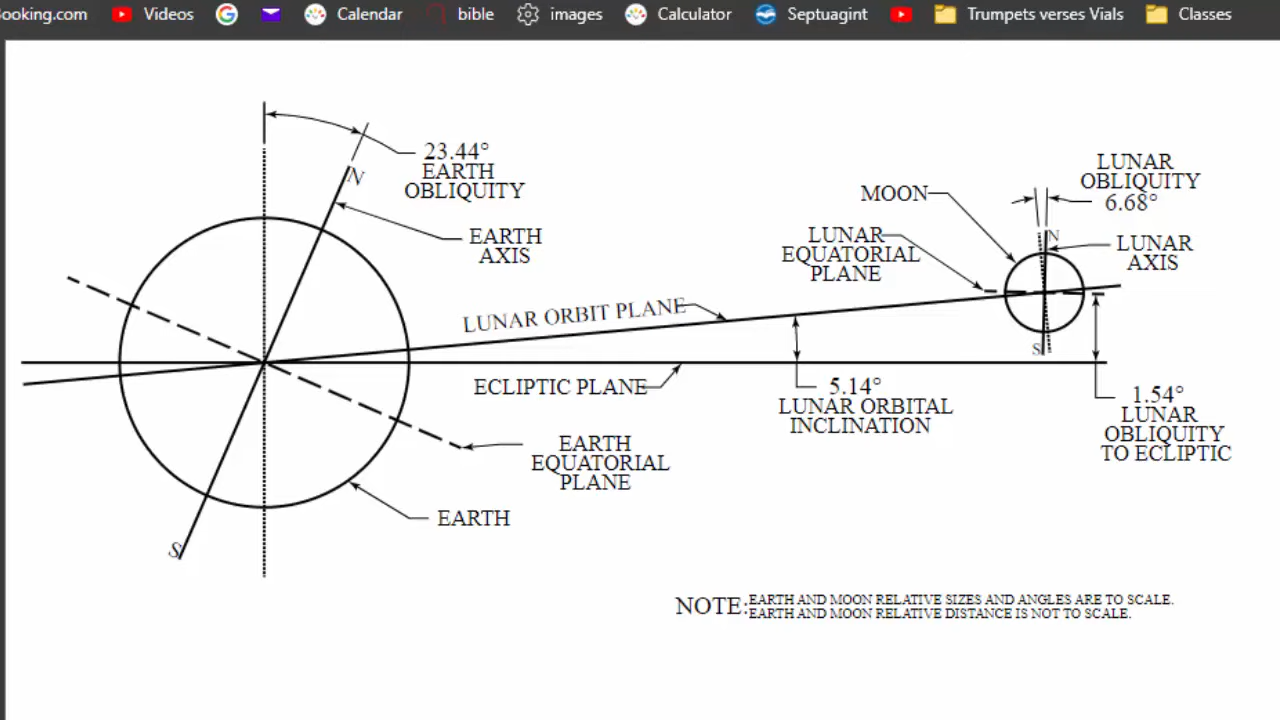 ooking.com Videos Calendar bible images Calculator Septuagint Trumpets verses Vials Classes
23.44°
EARTH
OBLIQUITY
N
EARTH
AXIS
LUNAR ORBIT PLANE
ECLIPTIC PLANE
EARTH
EQUATORIAL
PLANE
EARTH
S
MOON
LUNAR
EQUATORIAL
PLANE
LUNAR
OBLIQUITY
6.68°
N
LUNAR
AXIS
S
5.14°
LUNAR ORBITAL
INCLINATION
1.54°
LUNAR
OBLIQUITY
TO ECLIPTIC
NOTE: EARTH AND MOON RELATIVE SIZES AND ANGLES ARE TO SCALE.
EARTH AND MOON RELATIVE DISTANCE IS NOT TO SCALE.